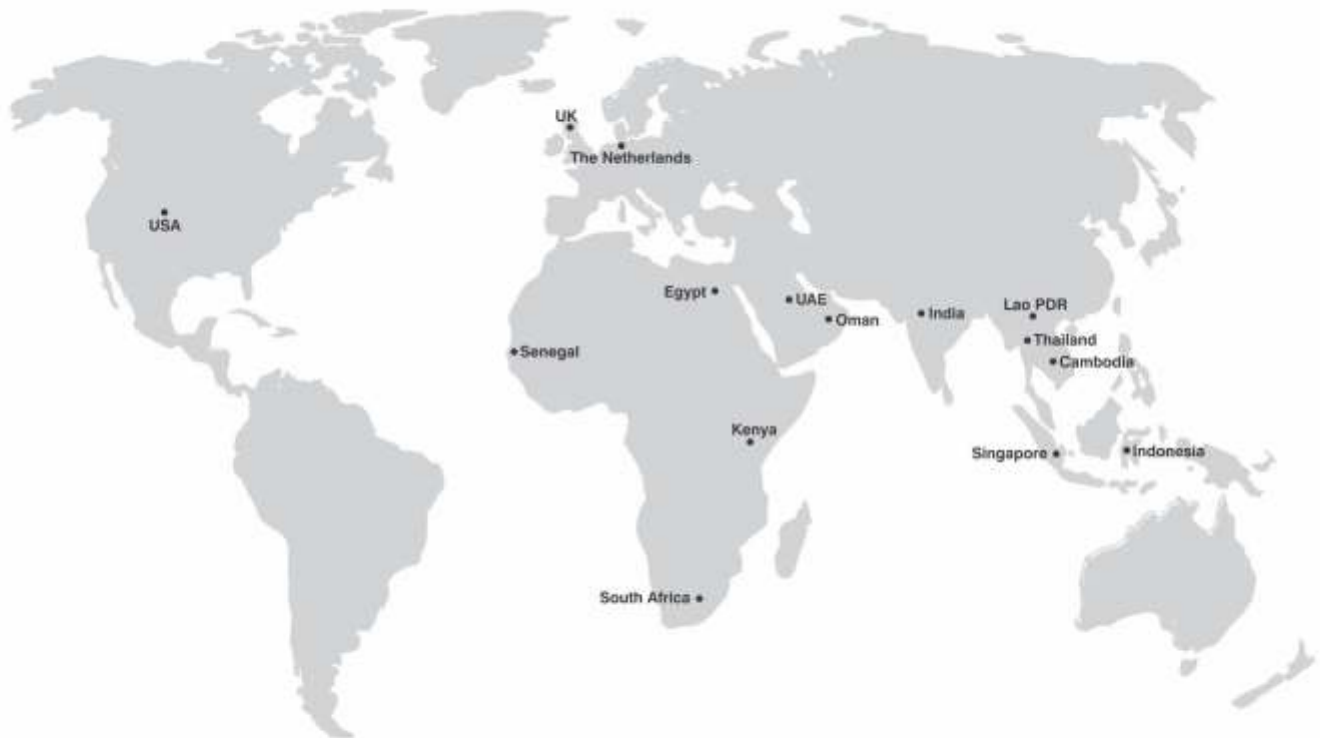 UK
The Netherlands
USA
Egypt
UAE
Oman
India
Lao PDR
Thailand
Cambodia
Senegal
Kenya
Singapore
Indonesia
South Africa